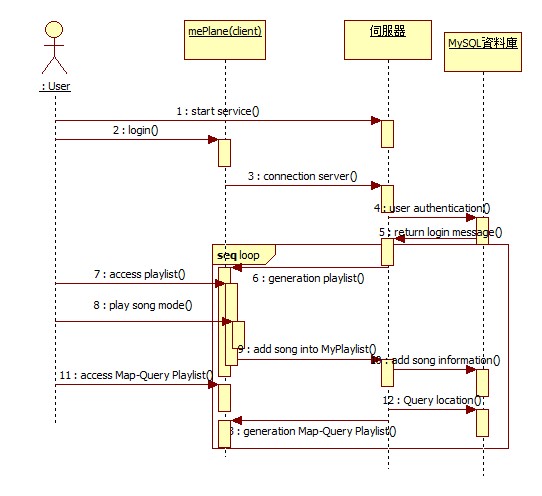 mePlane(client)
伺服器
MySQL資料庫
: User
1 : start service()
2 : login()
3 : connection server()
4 : user authentication()
5 : return login message()
seq loop
6 : generation playlist()
7 : access playlist()
8 : play song mode()
9 : add song into MyPlaylist()
: add song information()
11 : access Map-Query Playlist()
12 : Query location()
3 : generation Map-Query Playlist()